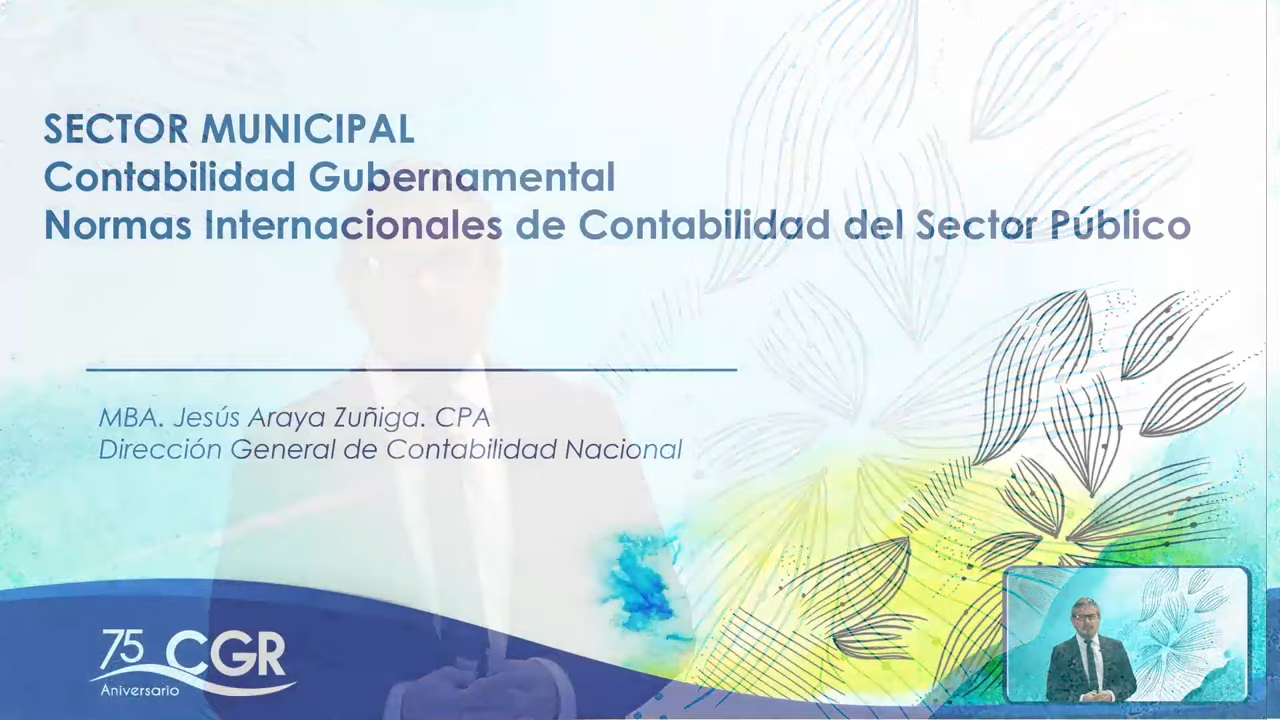 SECTOR MUNICIPAL
Contabilidad Gubernamental
Normas Internacionales de Contabilidad del Sector Público
MBA. Jesús Araya Zuñiga. CPA
Dirección General de Contabilidad Nacional
75 CGR
Aniversario